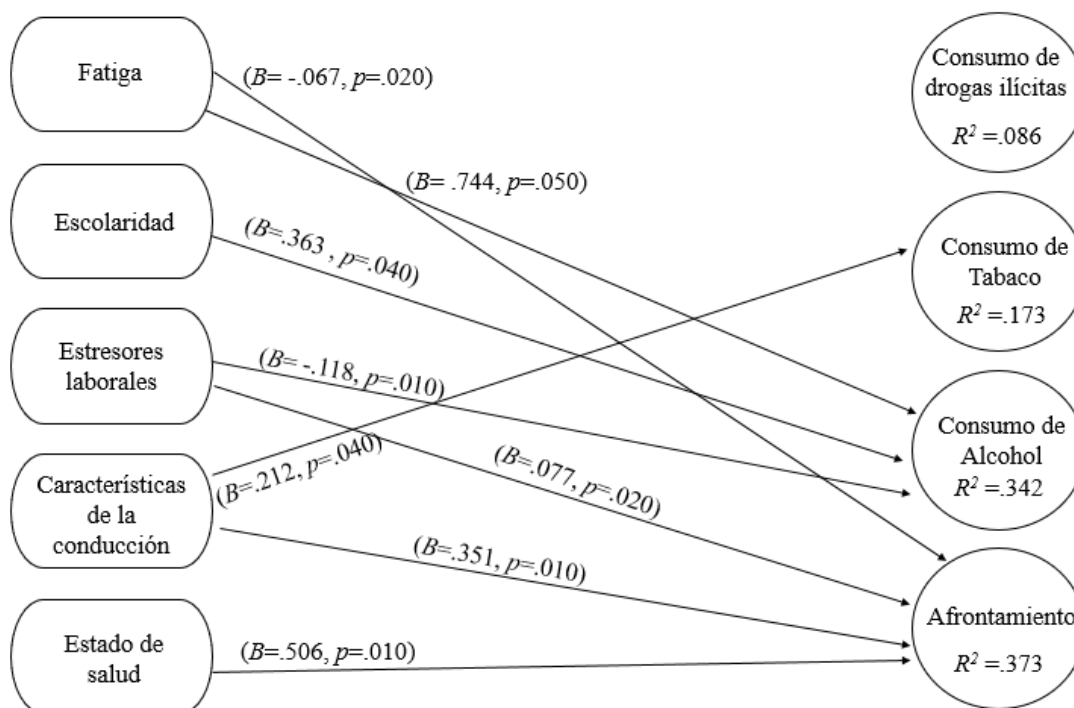 Fatiga
Escolaridad
Estresores
laborales
Características
de la
conducción
Estado de
salud
(B= -.067, p=.020)
(B= .744, p=.050)
(B=.363 , p=.040)
(B= -.118, p=.010)
(B=.212, p=.040)
(B=.077, p=.020)
(B=.351, p=.010)
(B=.506, p=.010)
Consumo de
drogas ilícitas
R² =.086
Consumo de
Tabaco
R² =.173
Consumo de
Alcohol
R² =.342
Afrontamiento
R² =.373